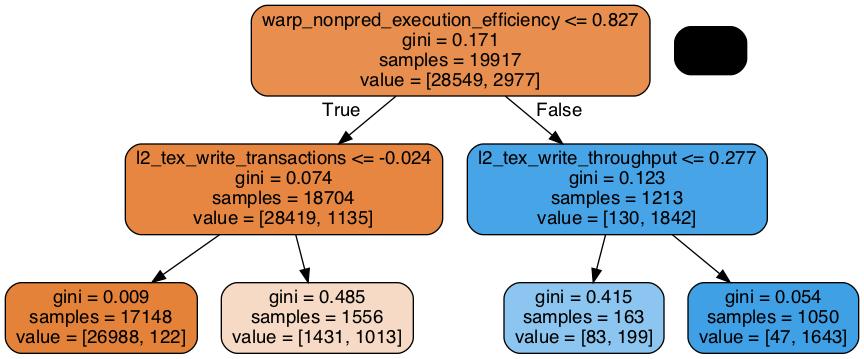 warp_nonpred_execution_efficiency <= 0.827
gini = 0.171
samples = 19917
value = [28549, 2977]
True
False
l2_tex_write_transactions <= -0.024
gini = 0.074
samples = 18704
value = [28419, 1135]
l2_tex_write_throughput <= 0.277
gini = 0.123
samples = 1213
value = [130, 1842]
gini = 0.009
samples = 17148
value = [26988, 122]
gini = 0.485
samples = 1556
value = [1431, 1013]
gini = 0.415
samples = 163
value = [83, 199]
gini = 0.054
samples = 1050
value = [47, 1643]